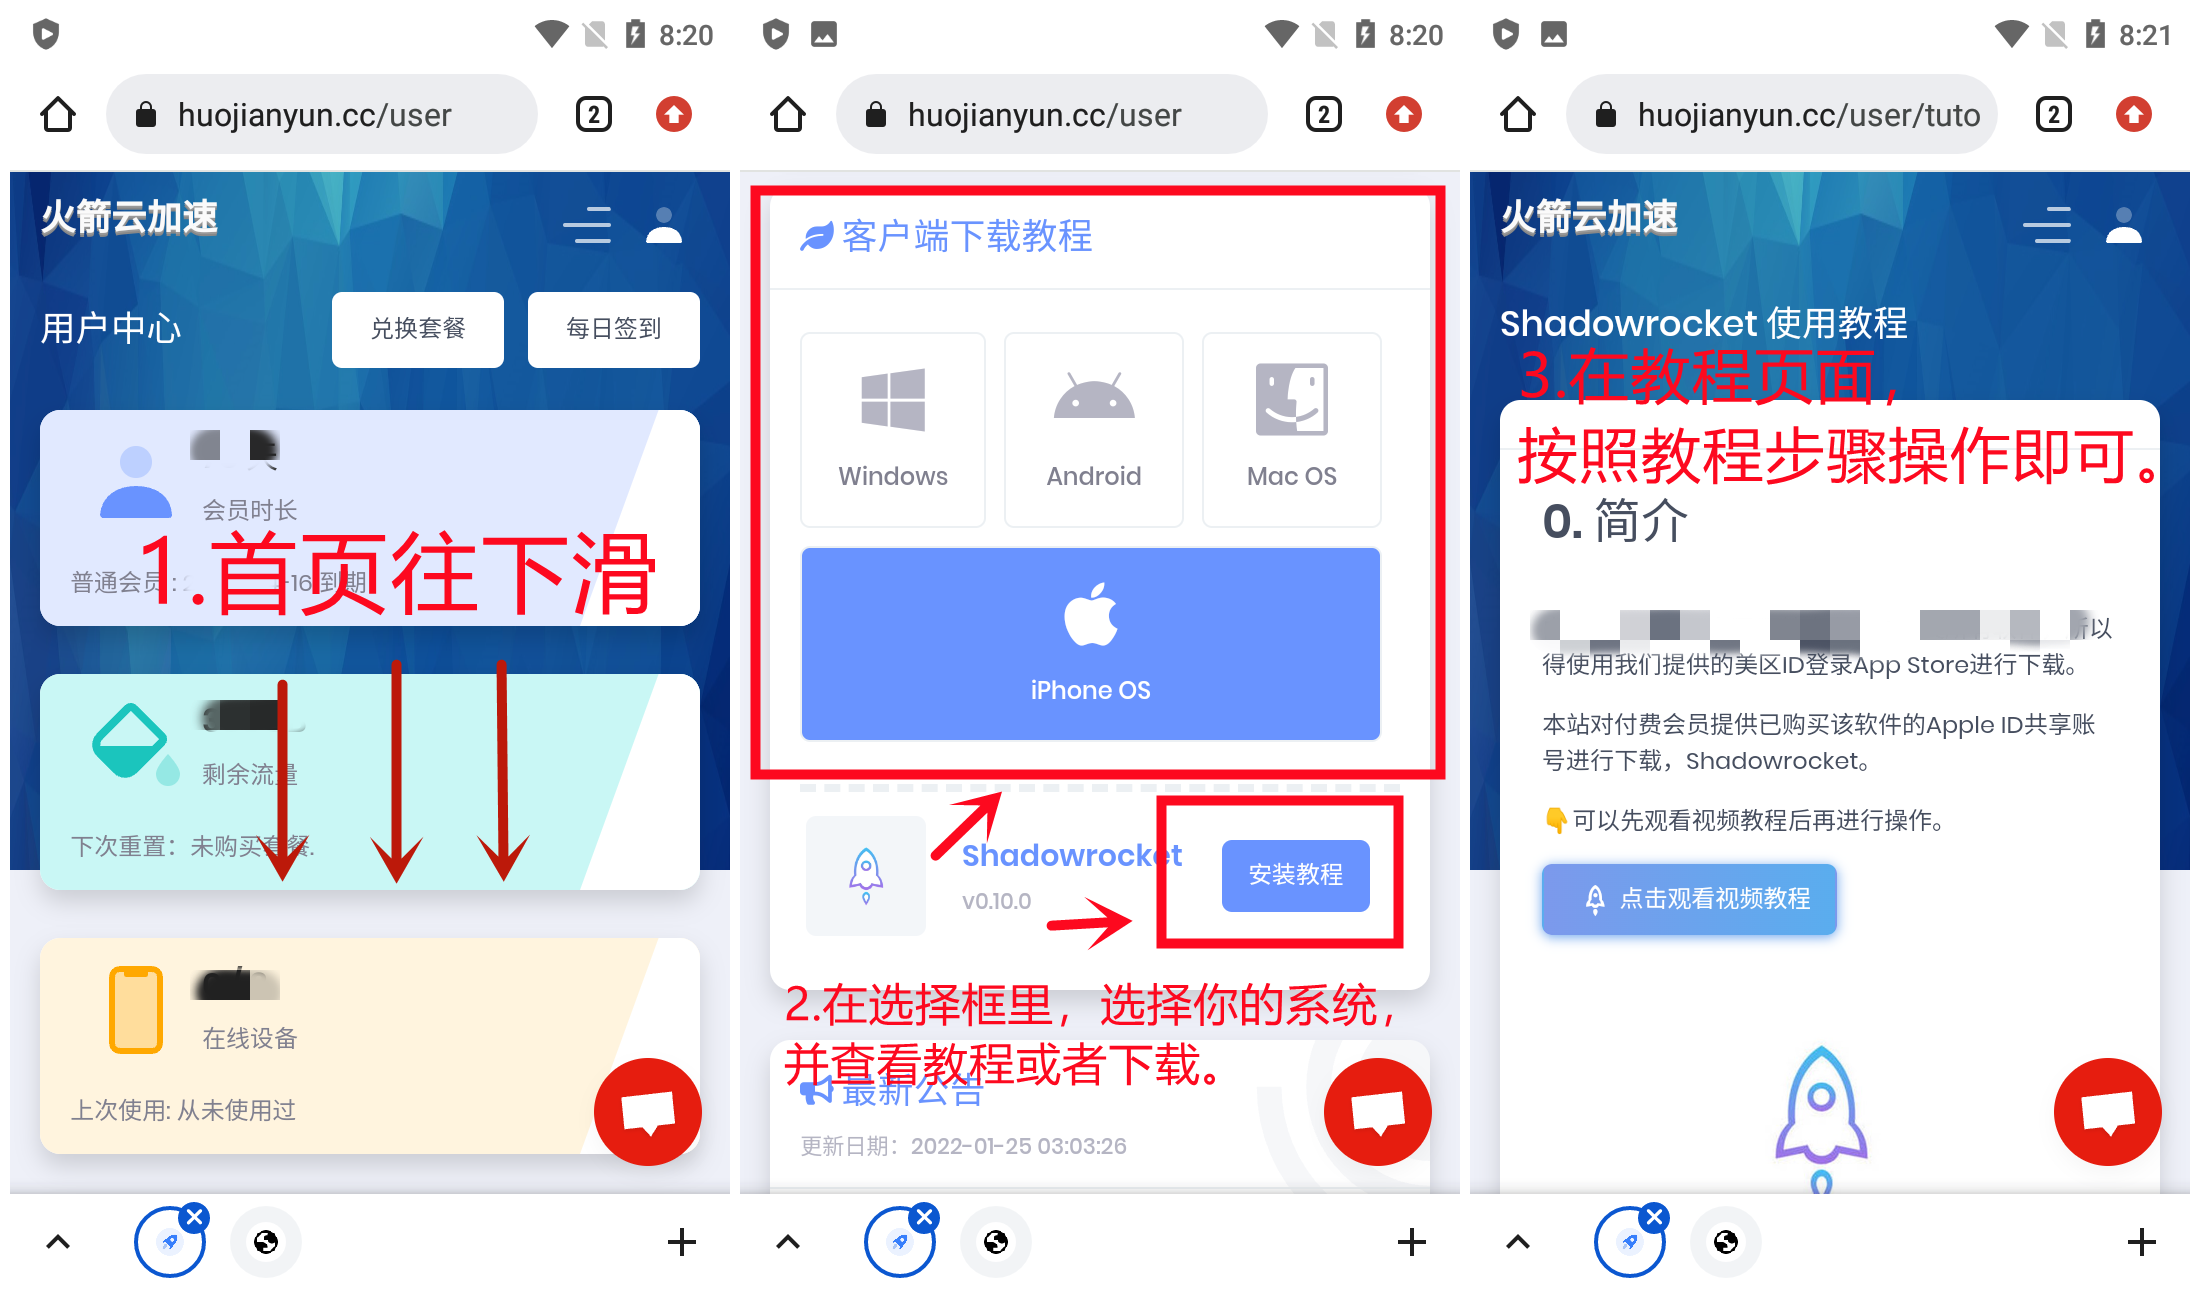 8:20
huojianyun.cc/user
2
火箭云加速
用户中心
兑换套餐
每日签到
会员时长
1.首页往下滑
普通会员：
-16 到期
剩余流量
下次重置：未购买套餐.
在线设备
上次使用: 从未使用过
8:20
huojianyun.cc/user
2
客户端下载教程
Windows
Android
Mac OS
iPhone OS
Shadowrocket
v0.10.0
安装教程
2.在选择框里，选择你的系统，
并查看教程或者下载。
最新公告
更新日期：2022-01-25 03:03:26
8:21
huojianyun.cc/user/tuto
2
火箭云加速
Shadowrocket 使用教程
3.在教程页面，
按照教程步骤操作即可。
0. 简介
所以
得使用我们提供的美区ID登录App Store进行下载。
本站对付费会员提供已购买该软件的Apple ID共享账
号进行下载，Shadowrocket。
👇可以先观看视频教程后再进行操作。
点击观看视频教程